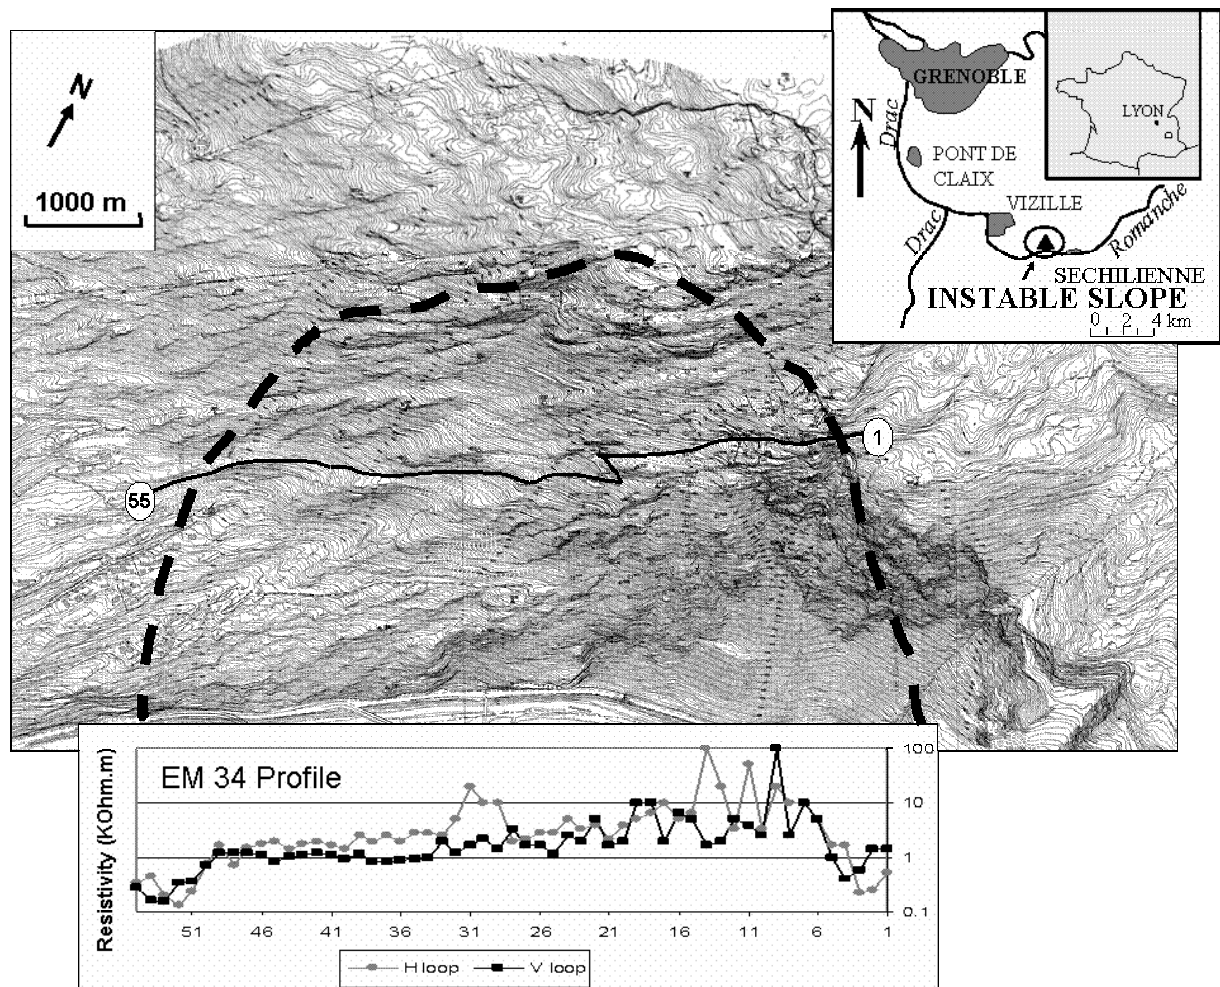 N
1000 m
GRENOBLE
N
Drac
PONT DE
CLAIX
LYON
VIZILLE
Drac
Romanche
SECHILIENNE
INSTABLE SLOPE
0 2 4 km
1
55
EM 34 Profile
Resistivity (KOhm.m)
100
10
1
0.1
51 46 41 36 31 26 21 16 11 6 1
H loop V loop